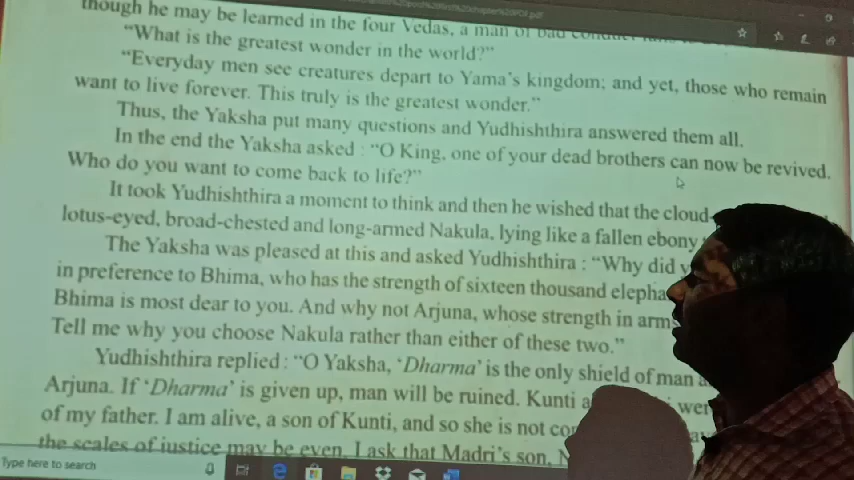 though he may be learned in the four Vedas, a man of bad conduct
“What is the greatest wonder in the world?”
“Everyday men see creatures depart to Yama’s kingdom; and yet, those who remain
want to live forever. This truly is the greatest wonder.”
Thus, the Yaksha put many questions and Yudhishthira answered them all.
In the end the Yaksha asked : “O King, one of your dead brothers can now be revived.
Who do you want to come back to life?”
It took Yudhishthira a moment to think and then he wished that the cloud-
lotus-eyed, broad-chested and long-armed Nakula, lying like a fallen ebony
The Yaksha was pleased at this and asked Yudhishthira : “Why did
in preference to Bhima, who has the strength of sixteen thousand
Bhima is most dear to you. And why not Arjuna, whose strength in
Tell me why you choose Nakula rather than either of these two.”
Yudhishthira replied : “O Yaksha, ‘Dharma’ is the only shield of man
Arjuna. If ‘Dharma’ is given up, man will be ruined. Kunti
of my father. I am alive, a son of Kunti, and so she is not
the scales of justice may be even, I ask that Madri’s son,
Type here to search